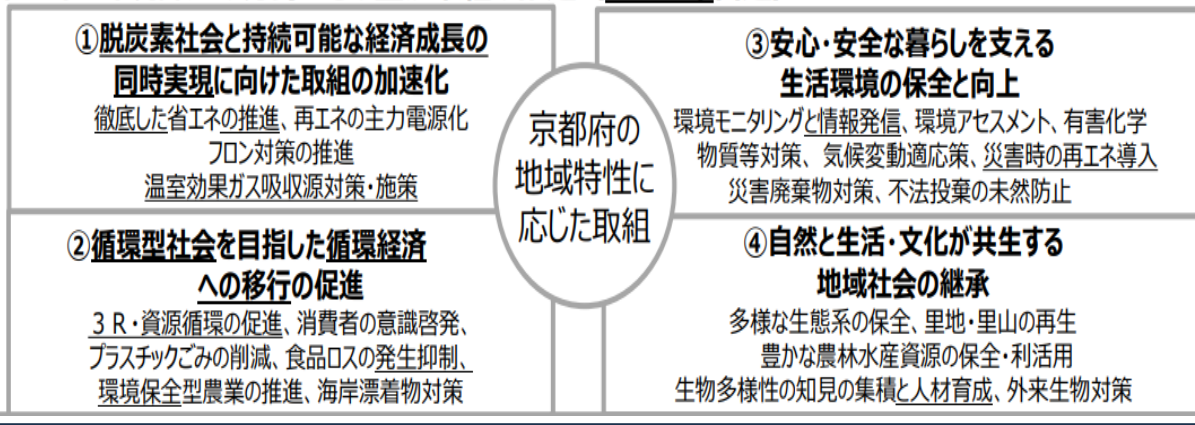 ①脱炭素社会と持続可能な経済成長の
同時実現に向けた取組の加速化
徹底した省エネの推進、再エネの主力電源化
フロン対策の推進
温室効果ガス吸収源対策・施策
②循環型社会を目指した循環経済
への移行の促進
３Ｒ・資源循環の促進、消費者の意識啓発、
プラスチックごみの削減、食品ロスの発生抑制、
環境保全型農業の推進、海岸漂着物対策
京都府の
地域特性に
応じた取組
③安心・安全な暮らしを支える
生活環境の保全と向上
環境モニタリングと情報発信、環境アセスメント、有害化学
物質等対策、気候変動適応策、災害時の再エネ導入
災害廃棄物対策、不法投棄の未然防止
④自然と生活・文化が共生する
地域社会の継承
多様な生態系の保全、里地・里山の再生
豊かな農林水産資源の保全・利活用
生物多様性の知見の集積と人材育成、外来生物対策